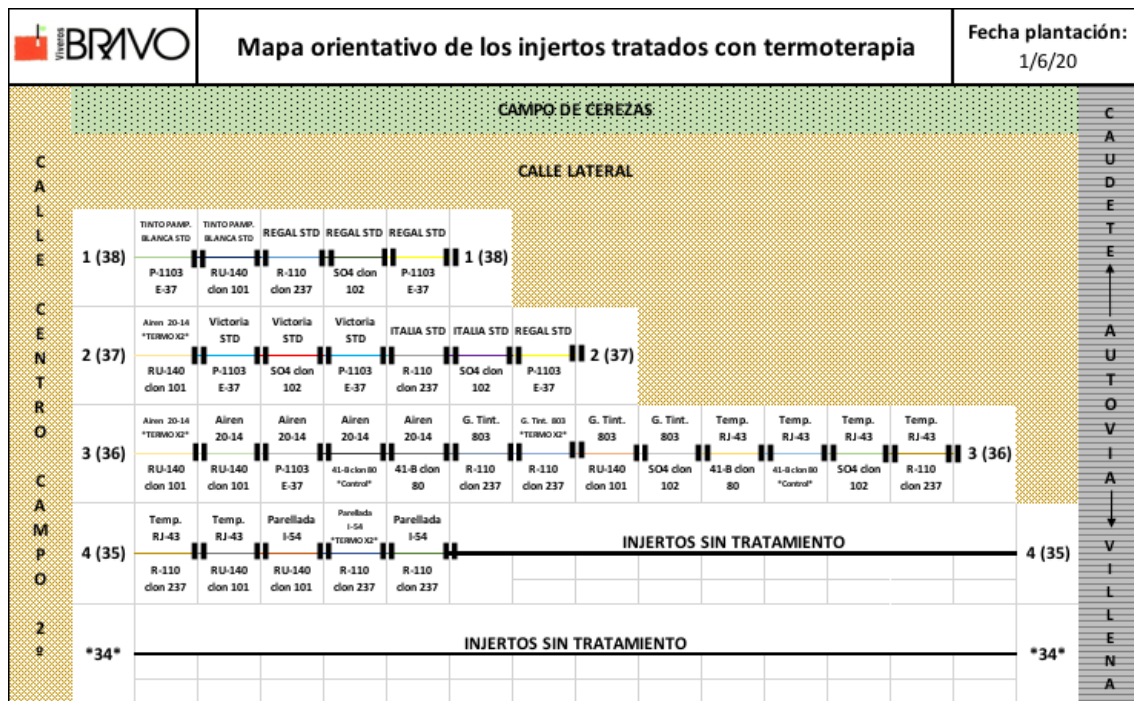 Viveros BRAVO
Mapa orientativo de los injertos tratados con termoterapia
Fecha plantación:
1/6/20
CAMPO DE CEREZAS
CALLE LATERAL
CALLE CENTRO CAMPO 2º
CAUDETE AUTOVIA VILLENA
TINTO PAMP. TINTO PAMP. REGAL STD REGAL STD REGAL STD
BLANCA STD BLANCA STD
1 (38) 1 (38)
P-1103 RU-140 R-110 SO4 clon P-1103
E-37 clon 101 clon 237 102 E-37
Airen 20-14 Victoria Victoria Victoria ITALIA STD ITALIA STD REGAL STD
*TERMO X2* STD STD STD
2 (37) 2 (37)
RU-140 P-1103 SO4 clon P-1103 R-110 SO4 clon P-1103
clon 101 E-37 102 E-37 clon 237 102 E-37
Airen 20-14 Airen Airen Airen Airen G. Tint. G. Tint. 803 G. Tint. G. Tint. Temp. Temp. Temp. Temp.
*TERMO X2* 20-14 20-14 20-14 20-14 803 *TERMO X2* 803 803 RJ-43 RJ-43 RJ-43 RJ-43
3 (36) 3 (36)
RU-140 RU-140 P-1103 41-B clon 80 41-B clon R-110 R-110 RU-140 SO4 clon 41-B clon 41-B clon 80 SO4 clon R-110
clon 101 clon 101 E-37 *Control* 80 clon 237 clon 237 clon 101 102 80 *Control* 102 clon 237
Temp. Temp. Parellada Parellada Parellada
RJ-43 RJ-43 I-54 I-54 *TERMO X2* I-54
4 (35) INJERTOS SIN TRATAMIENTO 4 (35)
R-110 RU-140 RU-140 R-110 R-110
clon 237 clon 101 clon 101 clon 237 clon 237
*34* INJERTOS SIN TRATAMIENTO *34*